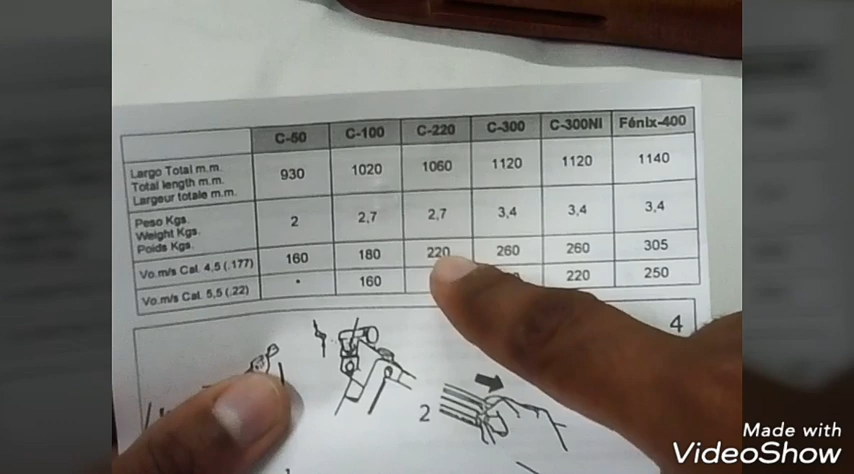 C-50 C-100 C-220 C-300 C-300NI Fénix-400
Largo Total m.m. 930 1020 1060 1120 1120 1140
Total length m.m.
Largeur totale m.m.
Peso Kgs. 2 2,7 2,7 3,4 3,4 3,4
Weight Kgs.
Poids Kgs.
Vo.m/s Cal. 4,5 (.177) 160 180 220 260 260 305
Vo.m/s Cal. 5,5 (.22) - 160 220 250
4
2
Made with
VideoShow